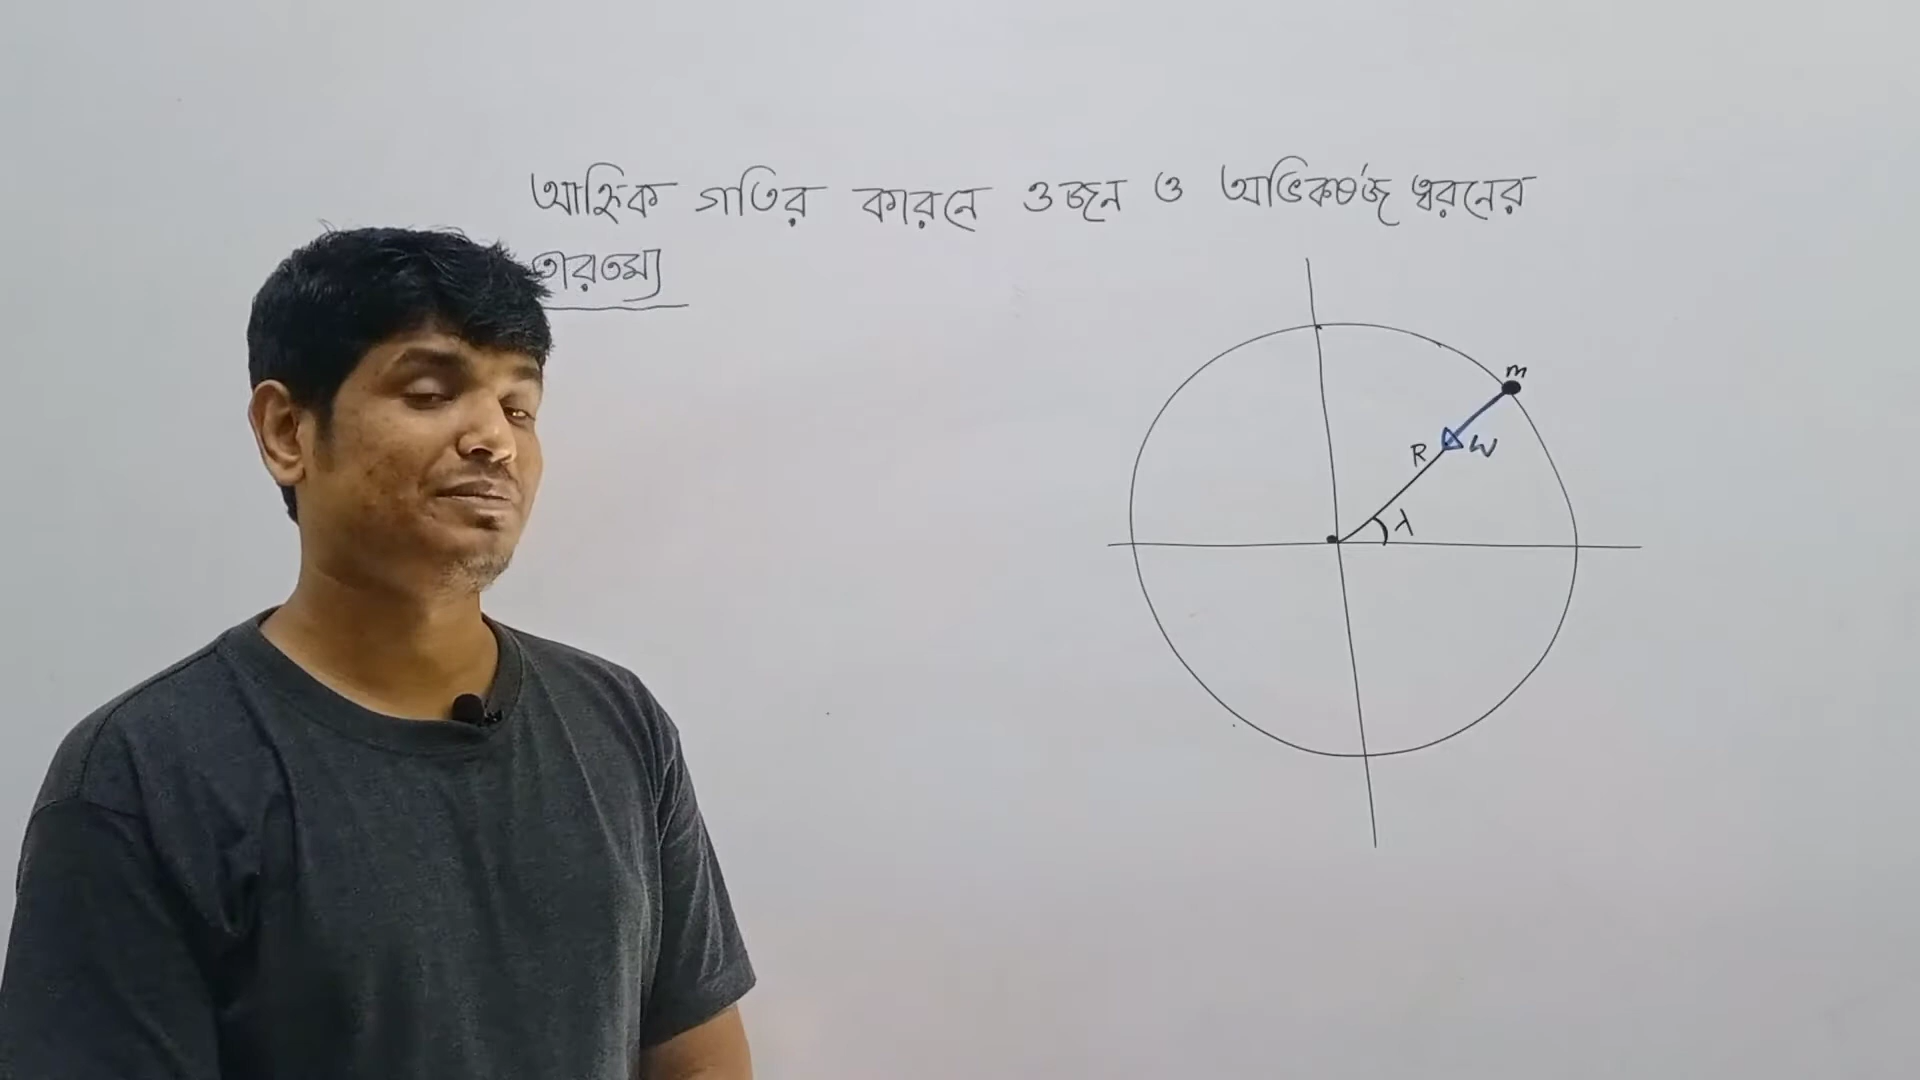 আহ্নিক গতির কারনে ওজন ও অভিকর্ষজ ত্বরনের
তারতম্য
m
R W
λ